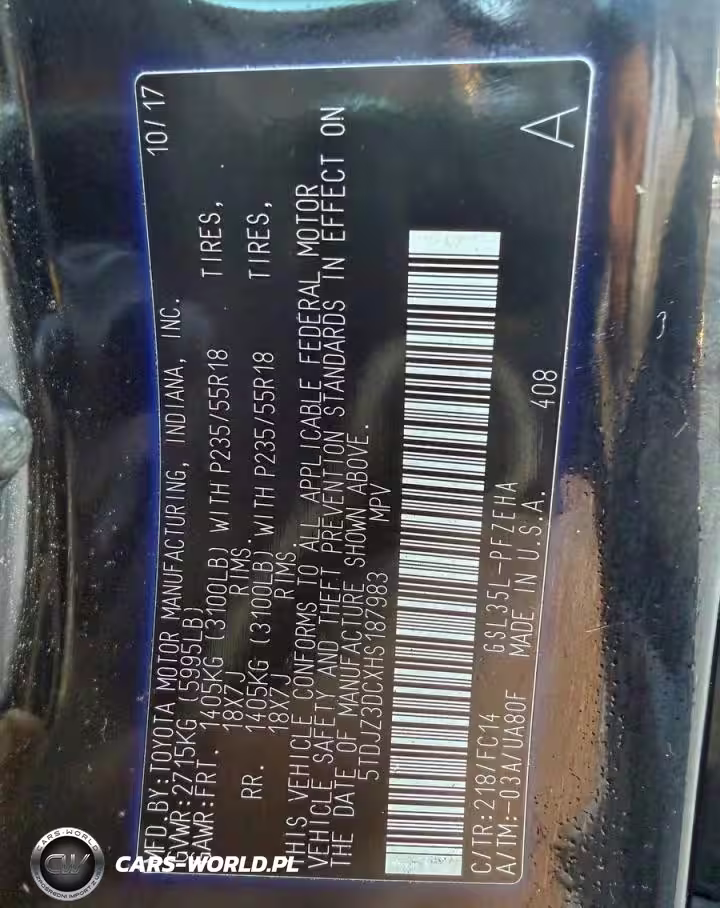 MFD.BY:TOYOTA MOTOR MANUFACTURING, INDIANA, INC. 10/17
GVWR:2715KG (5995LB)
GAWR:FRT. 1405KG (3100LB) WITH P235/55R18 TIRES,
18X7J RIMS.
RR. 1405KG (3100LB) WITH P235/55R18 TIRES,
18X7J RIMS
THIS VEHICLE CONFORMS TO ALL APPLICABLE FEDERAL MOTOR
VEHICLE SAFETY AND THEFT PREVENTION STANDARDS IN EFFECT ON
THE DATE OF MANUFACTURE SHOWN ABOVE.
5TDJZ3DCXHS187983 MPV
C/TR:218/FC14 GSL35L-PFZEHA
A/TM:-03A/UA80F MADE IN U.S.A. 408
A
CARS-WORLD
CW
CARS-WORLD.PL